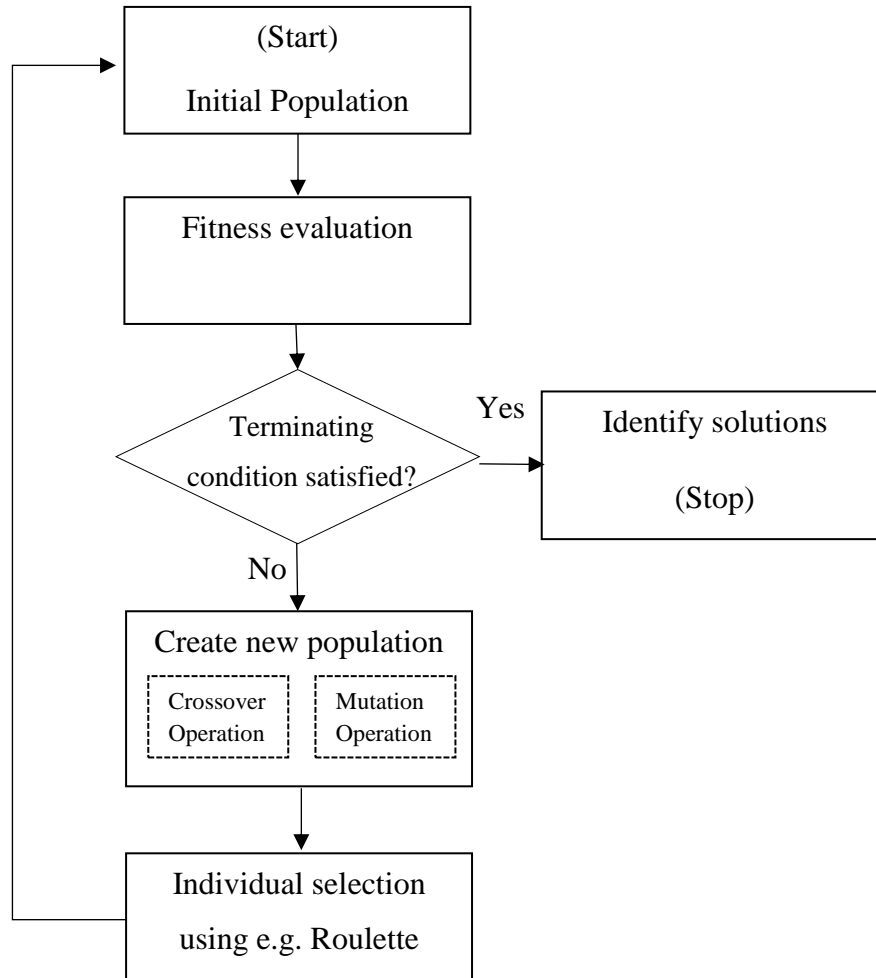 (Start)
Initial Population
Fitness evaluation
Terminating
condition satisfied?
Yes
Identify solutions
(Stop)
No
Create new population
Crossover
Operation
Mutation
Operation
Individual selection
using e.g. Roulette